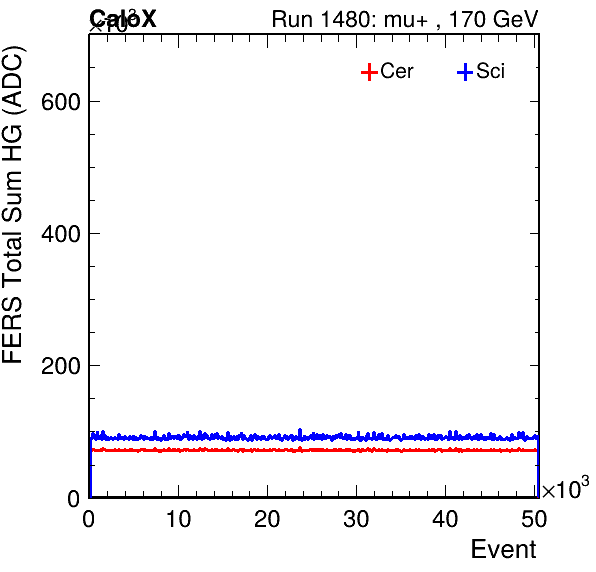 ×10³ CaloX Run 1480: mu+ , 170 GeV
FERS Total Sum HG (ADC)
Cer Sci
600
400
200
0
0 10 20 30 40 50 ×10³
Event